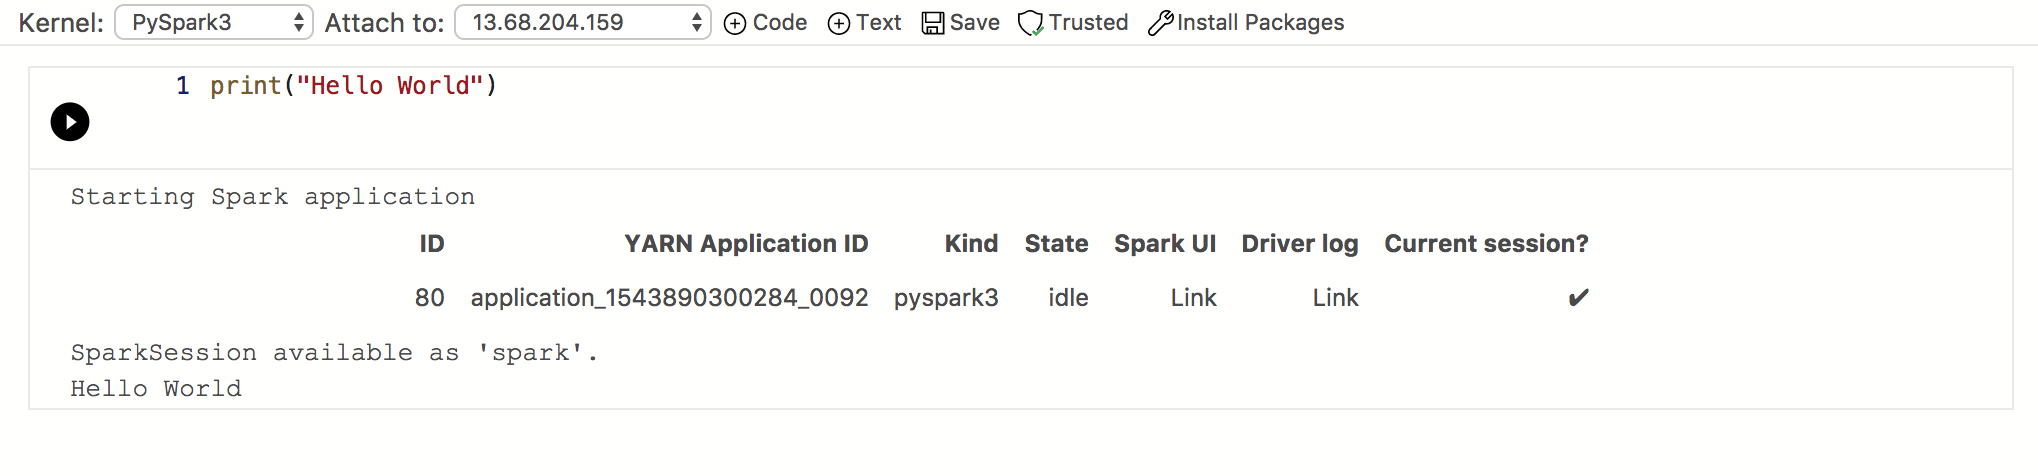 Kernel: PySpark3 Attach to: 13.68.204.159 Code Text Save Trusted Install Packages
1 print("Hello World")
Starting Spark application
ID YARN Application ID Kind State Spark UI Driver log Current session?
80 application_1543890300284_0092 pyspark3 idle Link Link ✔
SparkSession available as 'spark'.
Hello World